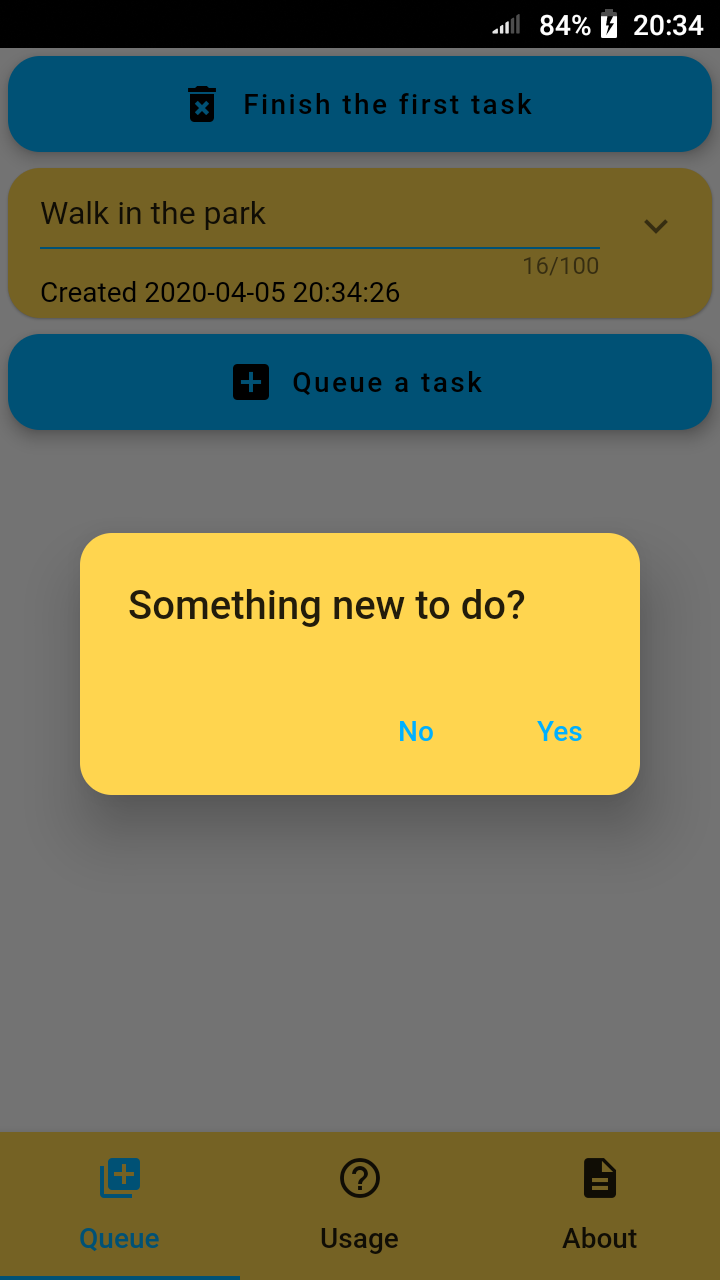 84% 20:34
Finish the first task
Walk in the park
16/100
Created 2020-04-05 20:34:26
Queue a task
Something new to do?
No Yes
Queue Usage About